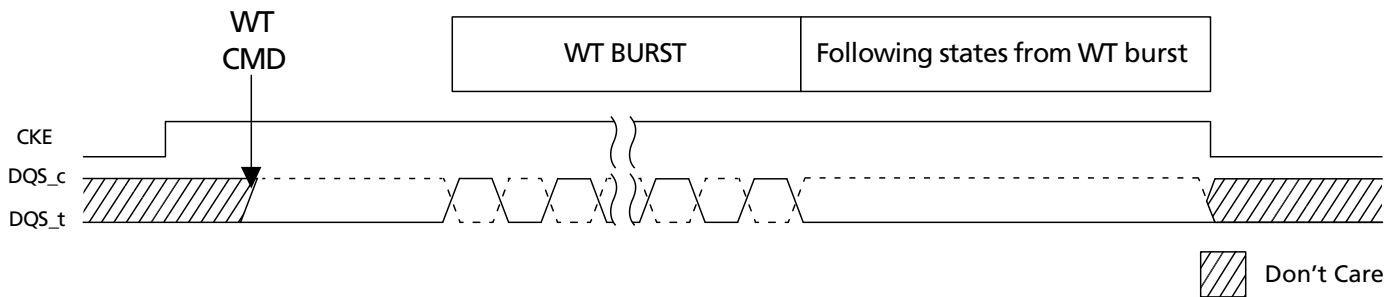 WT
CMD
WT BURST
Following states from WT burst
CKE
DQS_c
DQS_t
Don't Care